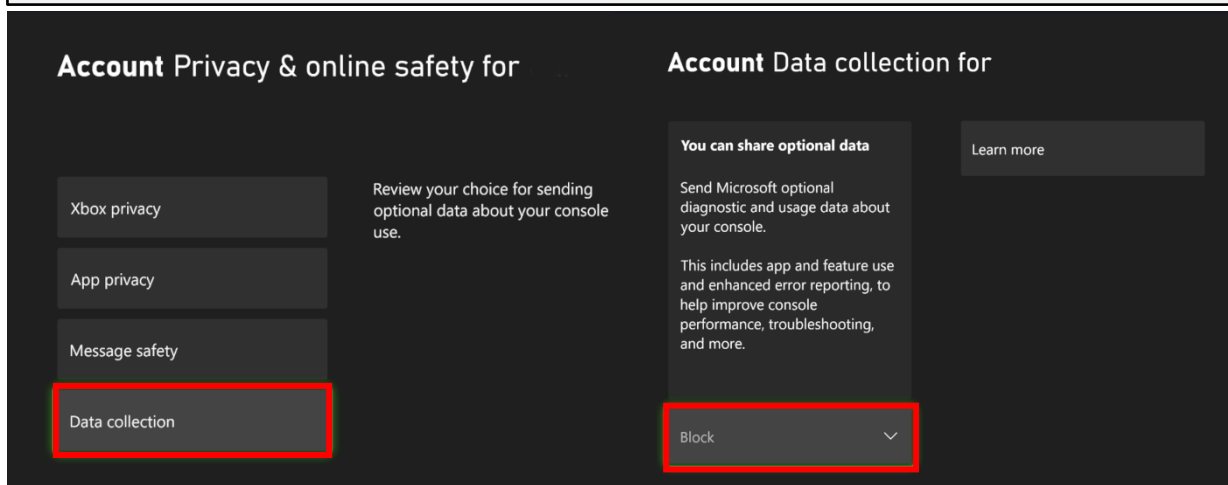 Account Privacy & online safety for
Xbox privacy
App privacy
Message safety
Data collection
Review your choice for sending
optional data about your console
use.
Account Data collection for
You can share optional data
Send Microsoft optional
diagnostic and usage data about
your console.
This includes app and feature use
and enhanced error reporting, to
help improve console
performance, troubleshooting,
and more.
Block
Learn more